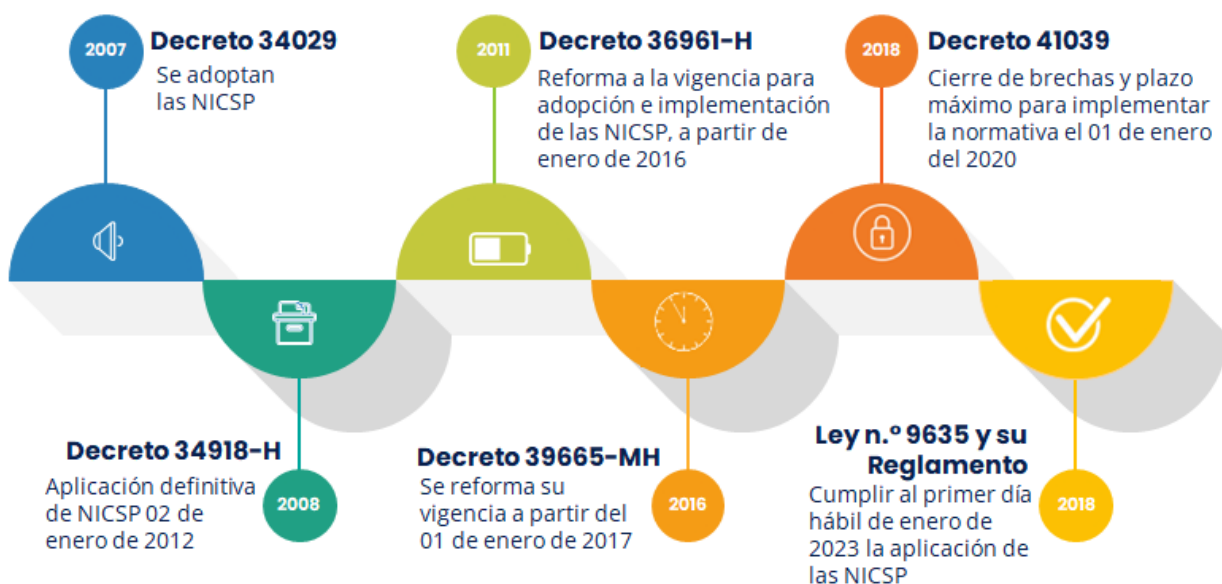 2007
Decreto 34029
Se adoptan
las NICSP
2011
Decreto 36961-H
Reforma a la vigencia para
adopción e implementación
de las NICSP, a partir de
enero de 2016
2018
Decreto 41039
Cierre de brechas y plazo
máximo para implementar
la normativa el 01 de enero
del 2020
Decreto 34918-H
Aplicación definitiva
de NICSP 02 de
enero de 2012
2008
Decreto 39665-MH
Se reforma su
vigencia a partir del
01 de enero de 2017
2016
Ley n.° 9635 y su
Reglamento
Cumplir al primer día
hábil de enero de
2023 la aplicación de
las NICSP
2018